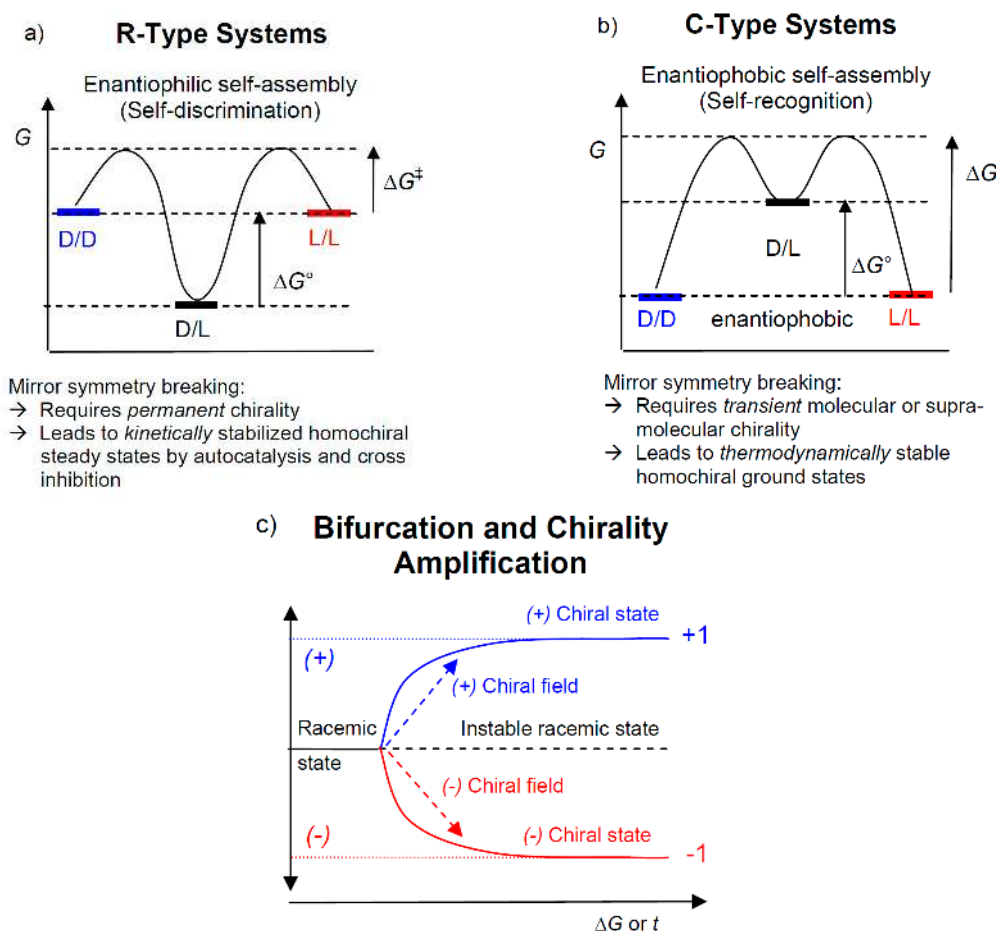 a) R-Type Systems
Enantiophilic self-assembly
(Self-discrimination)
G
ΔG‡
D/D
L/L
ΔG°
D/L
Mirror symmetry breaking:
→ Requires permanent chirality
→ Leads to kinetically stabilized homochiral
steady states by autocatalysis and cross
inhibition
b) C-Type Systems
Enantiophobic self-assembly
(Self-recognition)
G
ΔG
D/L
ΔG°
D/D
enantiophobic
L/L
Mirror symmetry breaking:
→ Requires transient molecular or supra-
molecular chirality
→ Leads to thermodynamically stable
homochiral ground states
c) Bifurcation and Chirality
Amplification
(+) Chiral state
+1
(+)
(+) Chiral field
Racemic
state
Instable racemic state
(-) Chiral field
(-)
(-) Chiral state
-1
ΔG or t